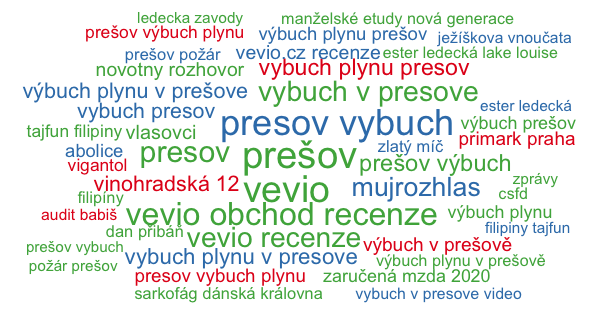 ledecka zavody
manželské etudy nová generace
prešov výbuch plynu
výbuch plynu prešov
ježíškova vnoučata
prešov požár
vevio.cz recenze
ester ledecká lake louise
novotny rozhovor
vybuch plynu presov
výbuch plynu v prešove
vybuch v presove
ester ledecká
vybuch presov
presov vybuch
výbuch prešov
tajfun filipiny
vlasovci
zlatý míč
primark praha
abolice
presov
prešov
prešov výbuch
vigantol
vinohradská 12
vevio
mujrozhlas
zprávy
csfd
filipíny
audit babiš
vevio obchod recenze
výbuch plynu
dan přibáň
vevio recenze
filipiny tajfun
prešov vybuch
výbuch v prešově
požár prešov
vybuch plynu v presove
výbuch plynu v prešově
presov vybuch plynu
zaručená mzda 2020
sarkofág dánská královna
vybuch v presove video